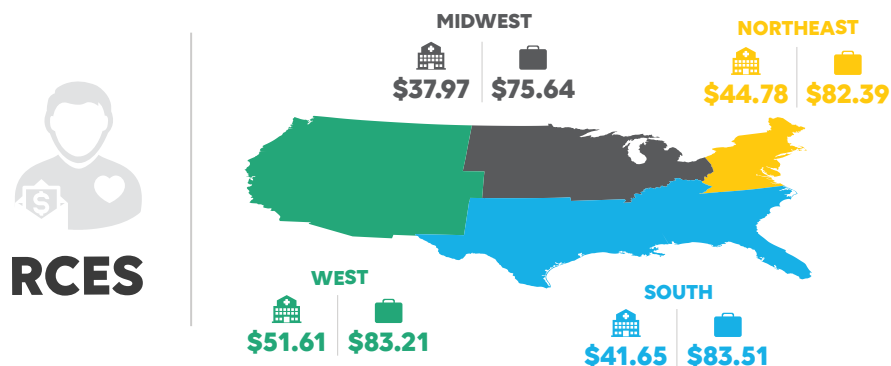 MIDWEST
$37.97 $75.64
NORTHEAST
$44.78 $82.39
$
RCES
WEST
$51.61 $83.21
SOUTH
$41.65 $83.51